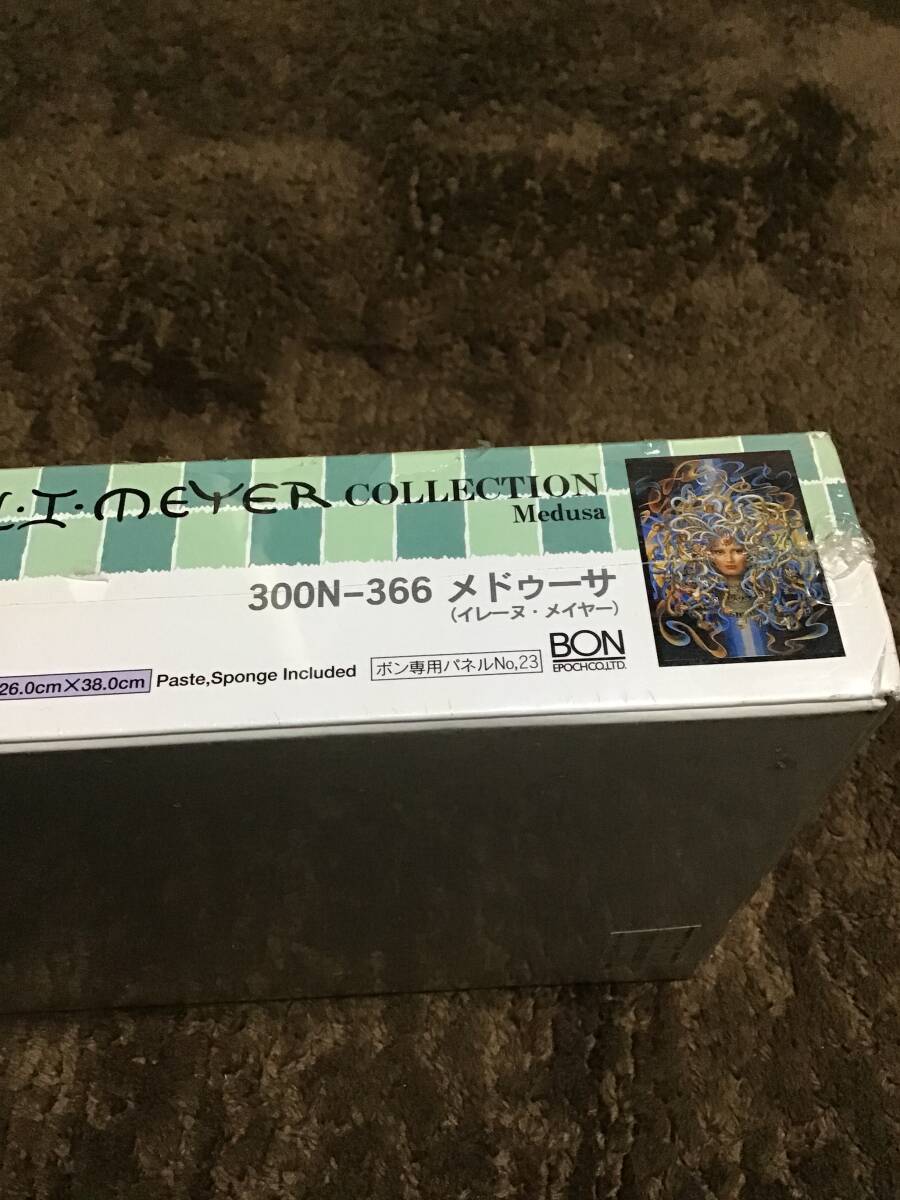 I·MEYER COLLECTION
Medusa
300N-366 メドゥーサ
(イレーヌ・メイヤー)
26.0cm×38.0cm Paste,Sponge Included ボン専用パネルNo,23
BON
EPOCH CO.,LTD.